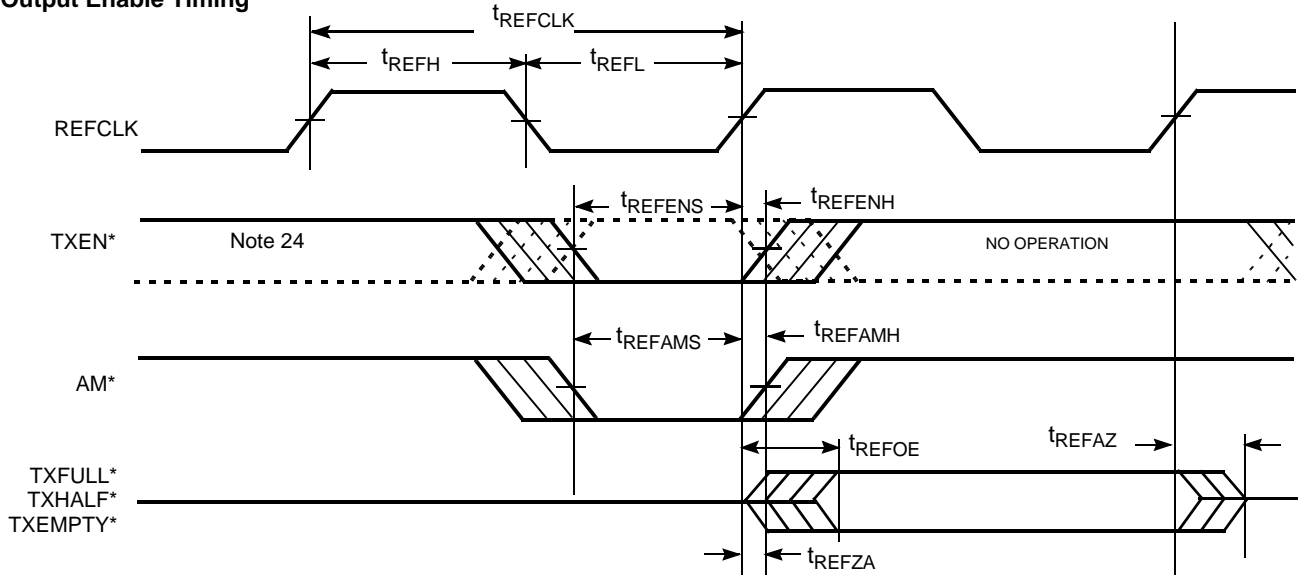 Output Enable Timing
tREFCLK
tREFH
tREFL
REFCLK
tREFENS
tREFENH
TXEN*
Note 24
NO OPERATION
tREFAMS
tREFAMH
AM*
tREFOE
tREFAZ
TXFULL*
TXHALF*
TXEMPTY*
tREFZA